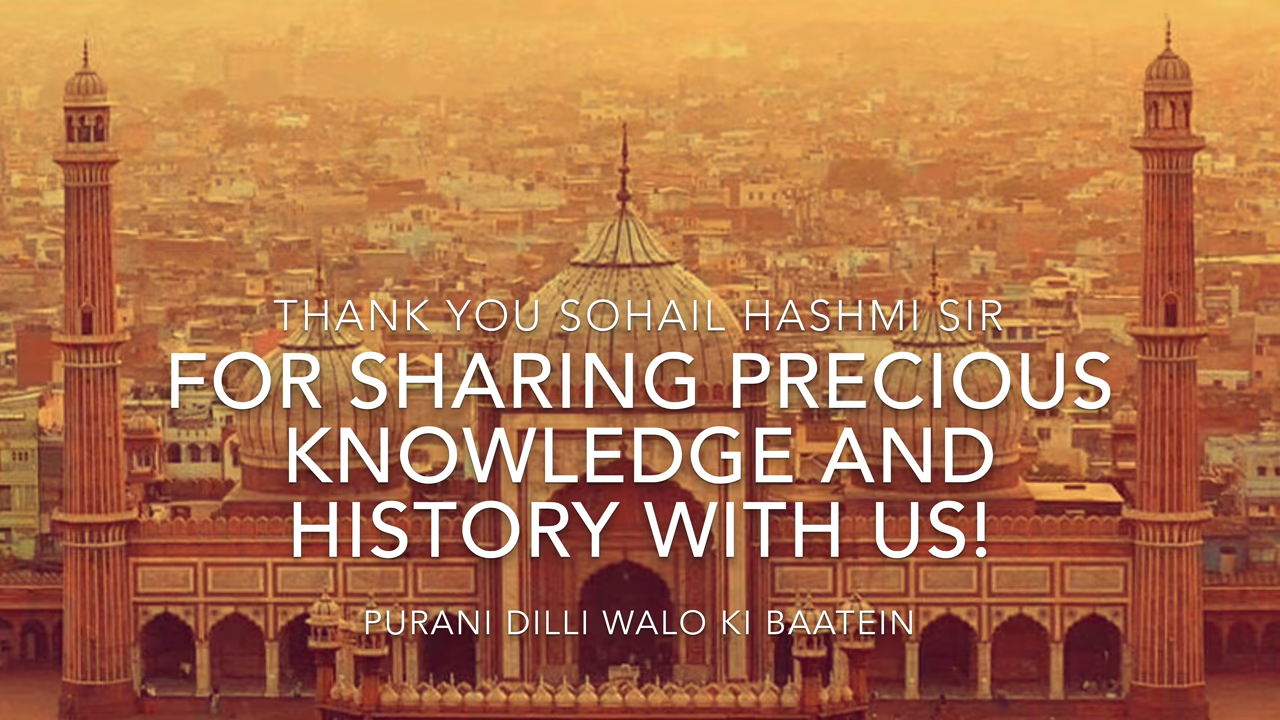 THANK YOU SOHAIL HASHMI SIR
FOR SHARING PRECIOUS
KNOWLEDGE AND
HISTORY WITH US!
PURANI DILLI WALO KI BAATEIN